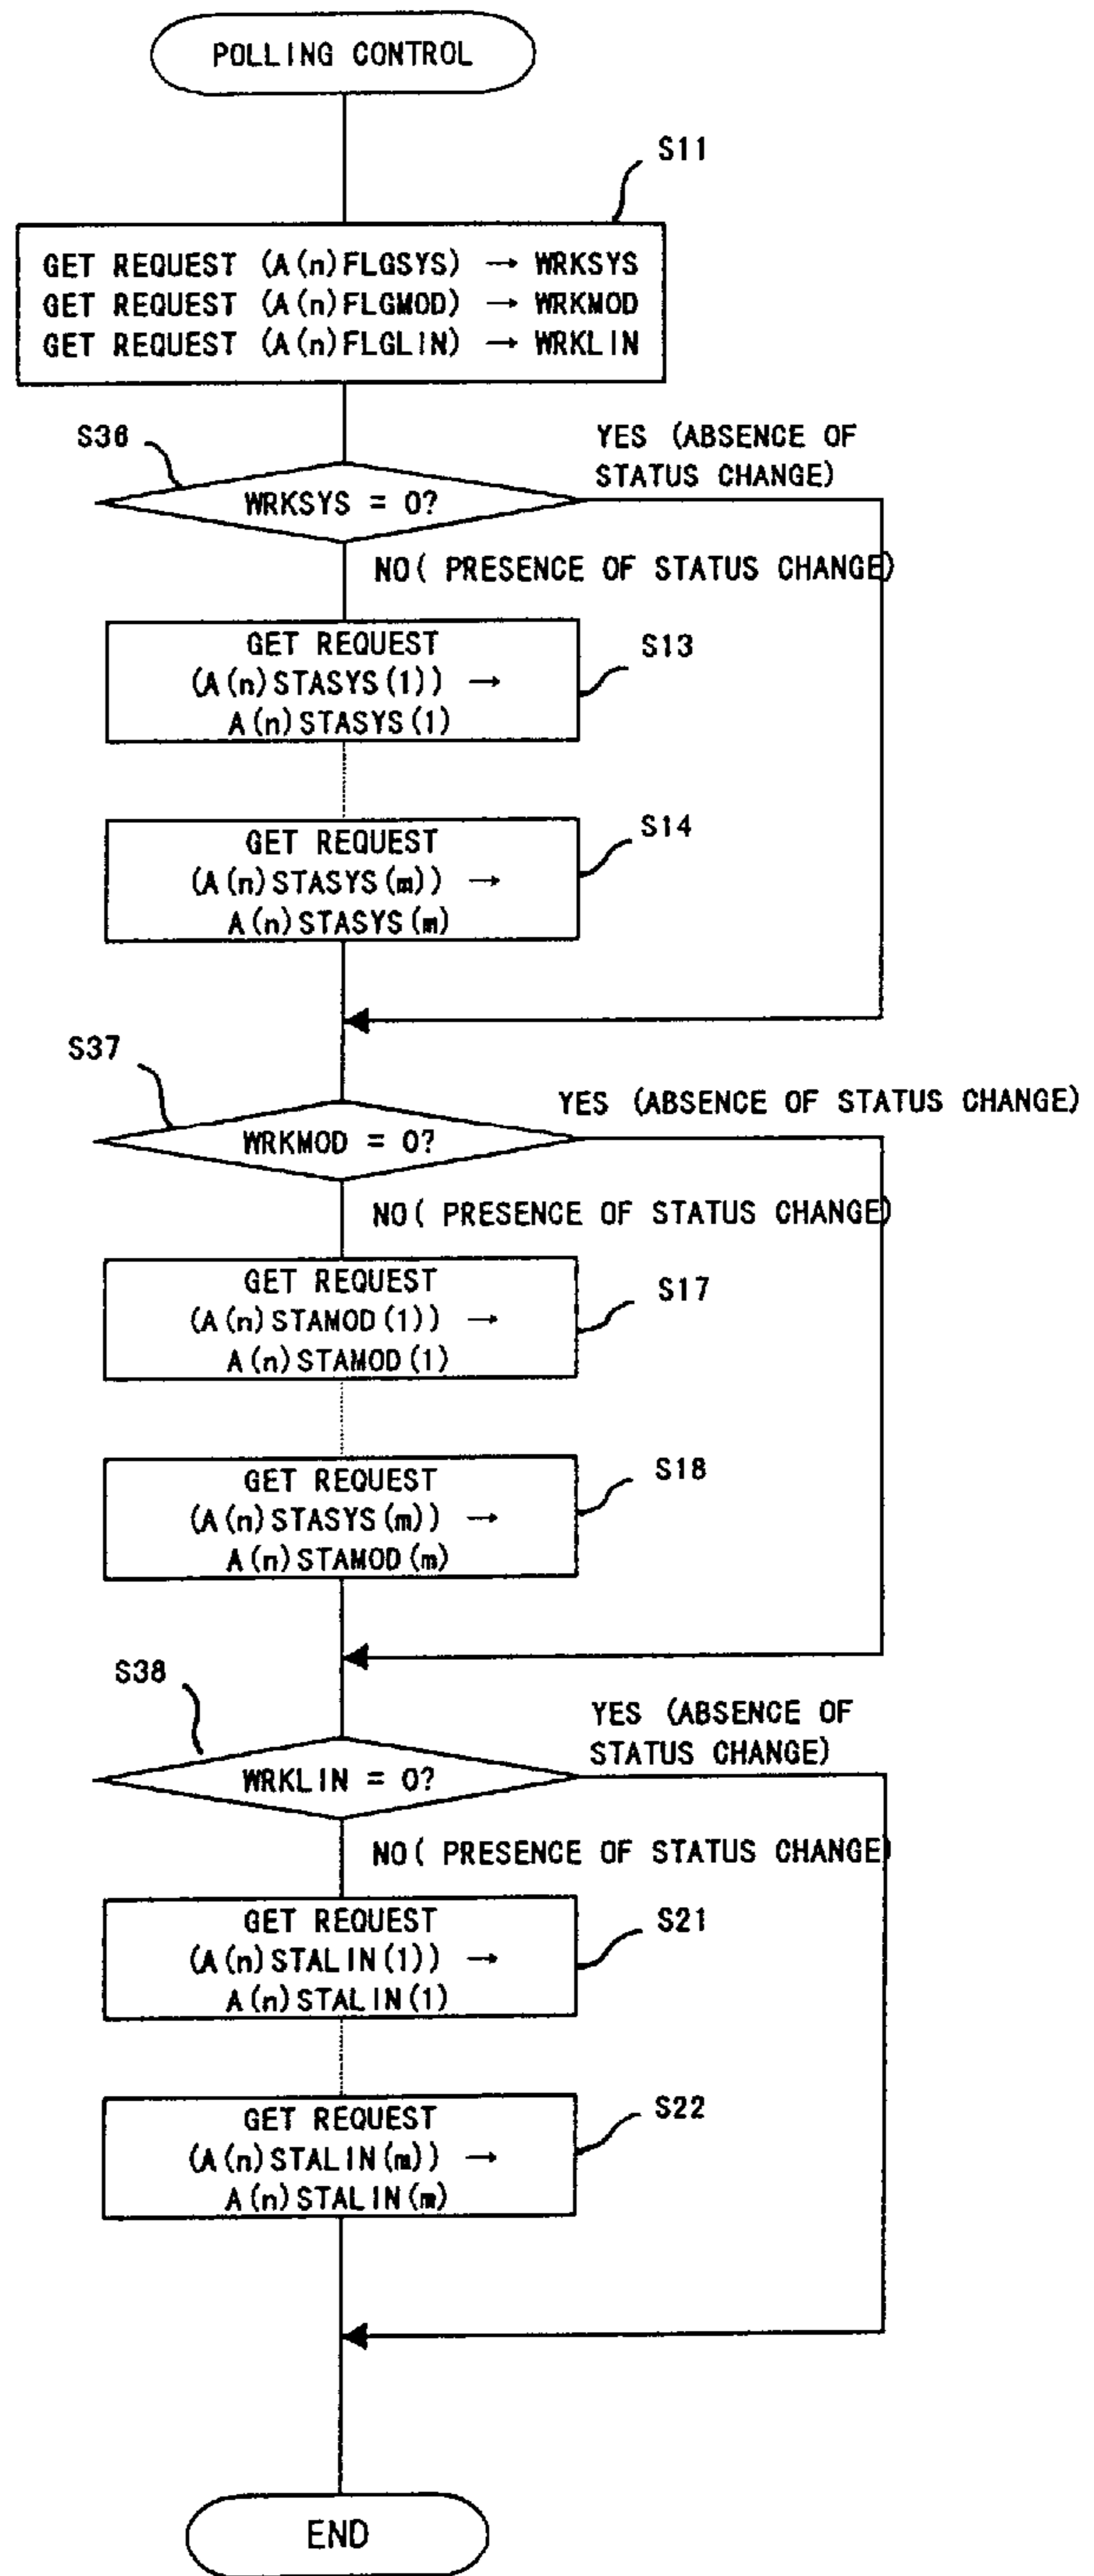 POLLING CONTROL
S11
GET REQUEST (A(n)FLGSYS) → WRKSYS
GET REQUEST (A(n)FLGMOD) → WRKMOD
GET REQUEST (A(n)FLGLIN) → WRKLIN
S36
YES (ABSENCE OF
STATUS CHANGE)
WRKSYS = 0?
NO( PRESENCE OF STATUS CHANGE)
GET REQUEST
(A(n)STASYS(1)) →
A(n)STASYS(1)
S13
GET REQUEST
(A(n)STASYS(m)) →
A(n)STASYS(m)
S14
S37
YES (ABSENCE OF STATUS CHANGE)
WRKMOD = 0?
NO( PRESENCE OF STATUS CHANGE)
GET REQUEST
(A(n)STAMOD(1)) →
A(n)STAMOD(1)
S17
GET REQUEST
(A(n)STASYS(m)) →
A(n)STAMOD(m)
S18
S38
YES (ABSENCE OF
STATUS CHANGE)
WRKLIN = 0?
NO( PRESENCE OF STATUS CHANGE)
GET REQUEST
(A(n)STALIN(1)) →
A(n)STALIN(1)
S21
GET REQUEST
(A(n)STALIN(m)) →
A(n)STALIN(m)
S22
END